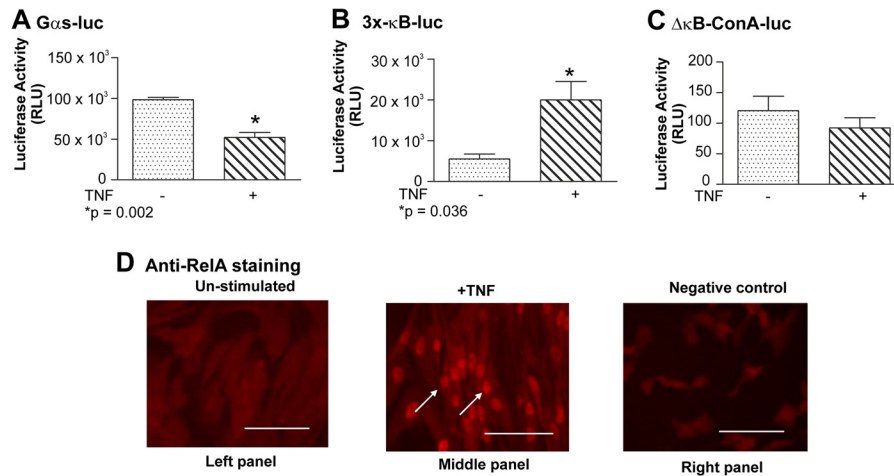 A Gαs-luc
Luciferase Activity
(RLU)
150 x 10³
100 x 10³
50 x 10³
0
*
TNF - +
*p = 0.002
B 3x-κB-luc
Luciferase Activity
(RLU)
30 x 10³
20 x 10³
10 x 10³
0
*
TNF - +
*p = 0.036
C ΔκB-ConA-luc
Luciferase Activity
(RLU)
200
150
100
50
0
TNF - +
D Anti-RelA staining
Un-stimulated
+TNF
Negative control
Left panel
Middle panel
Right panel